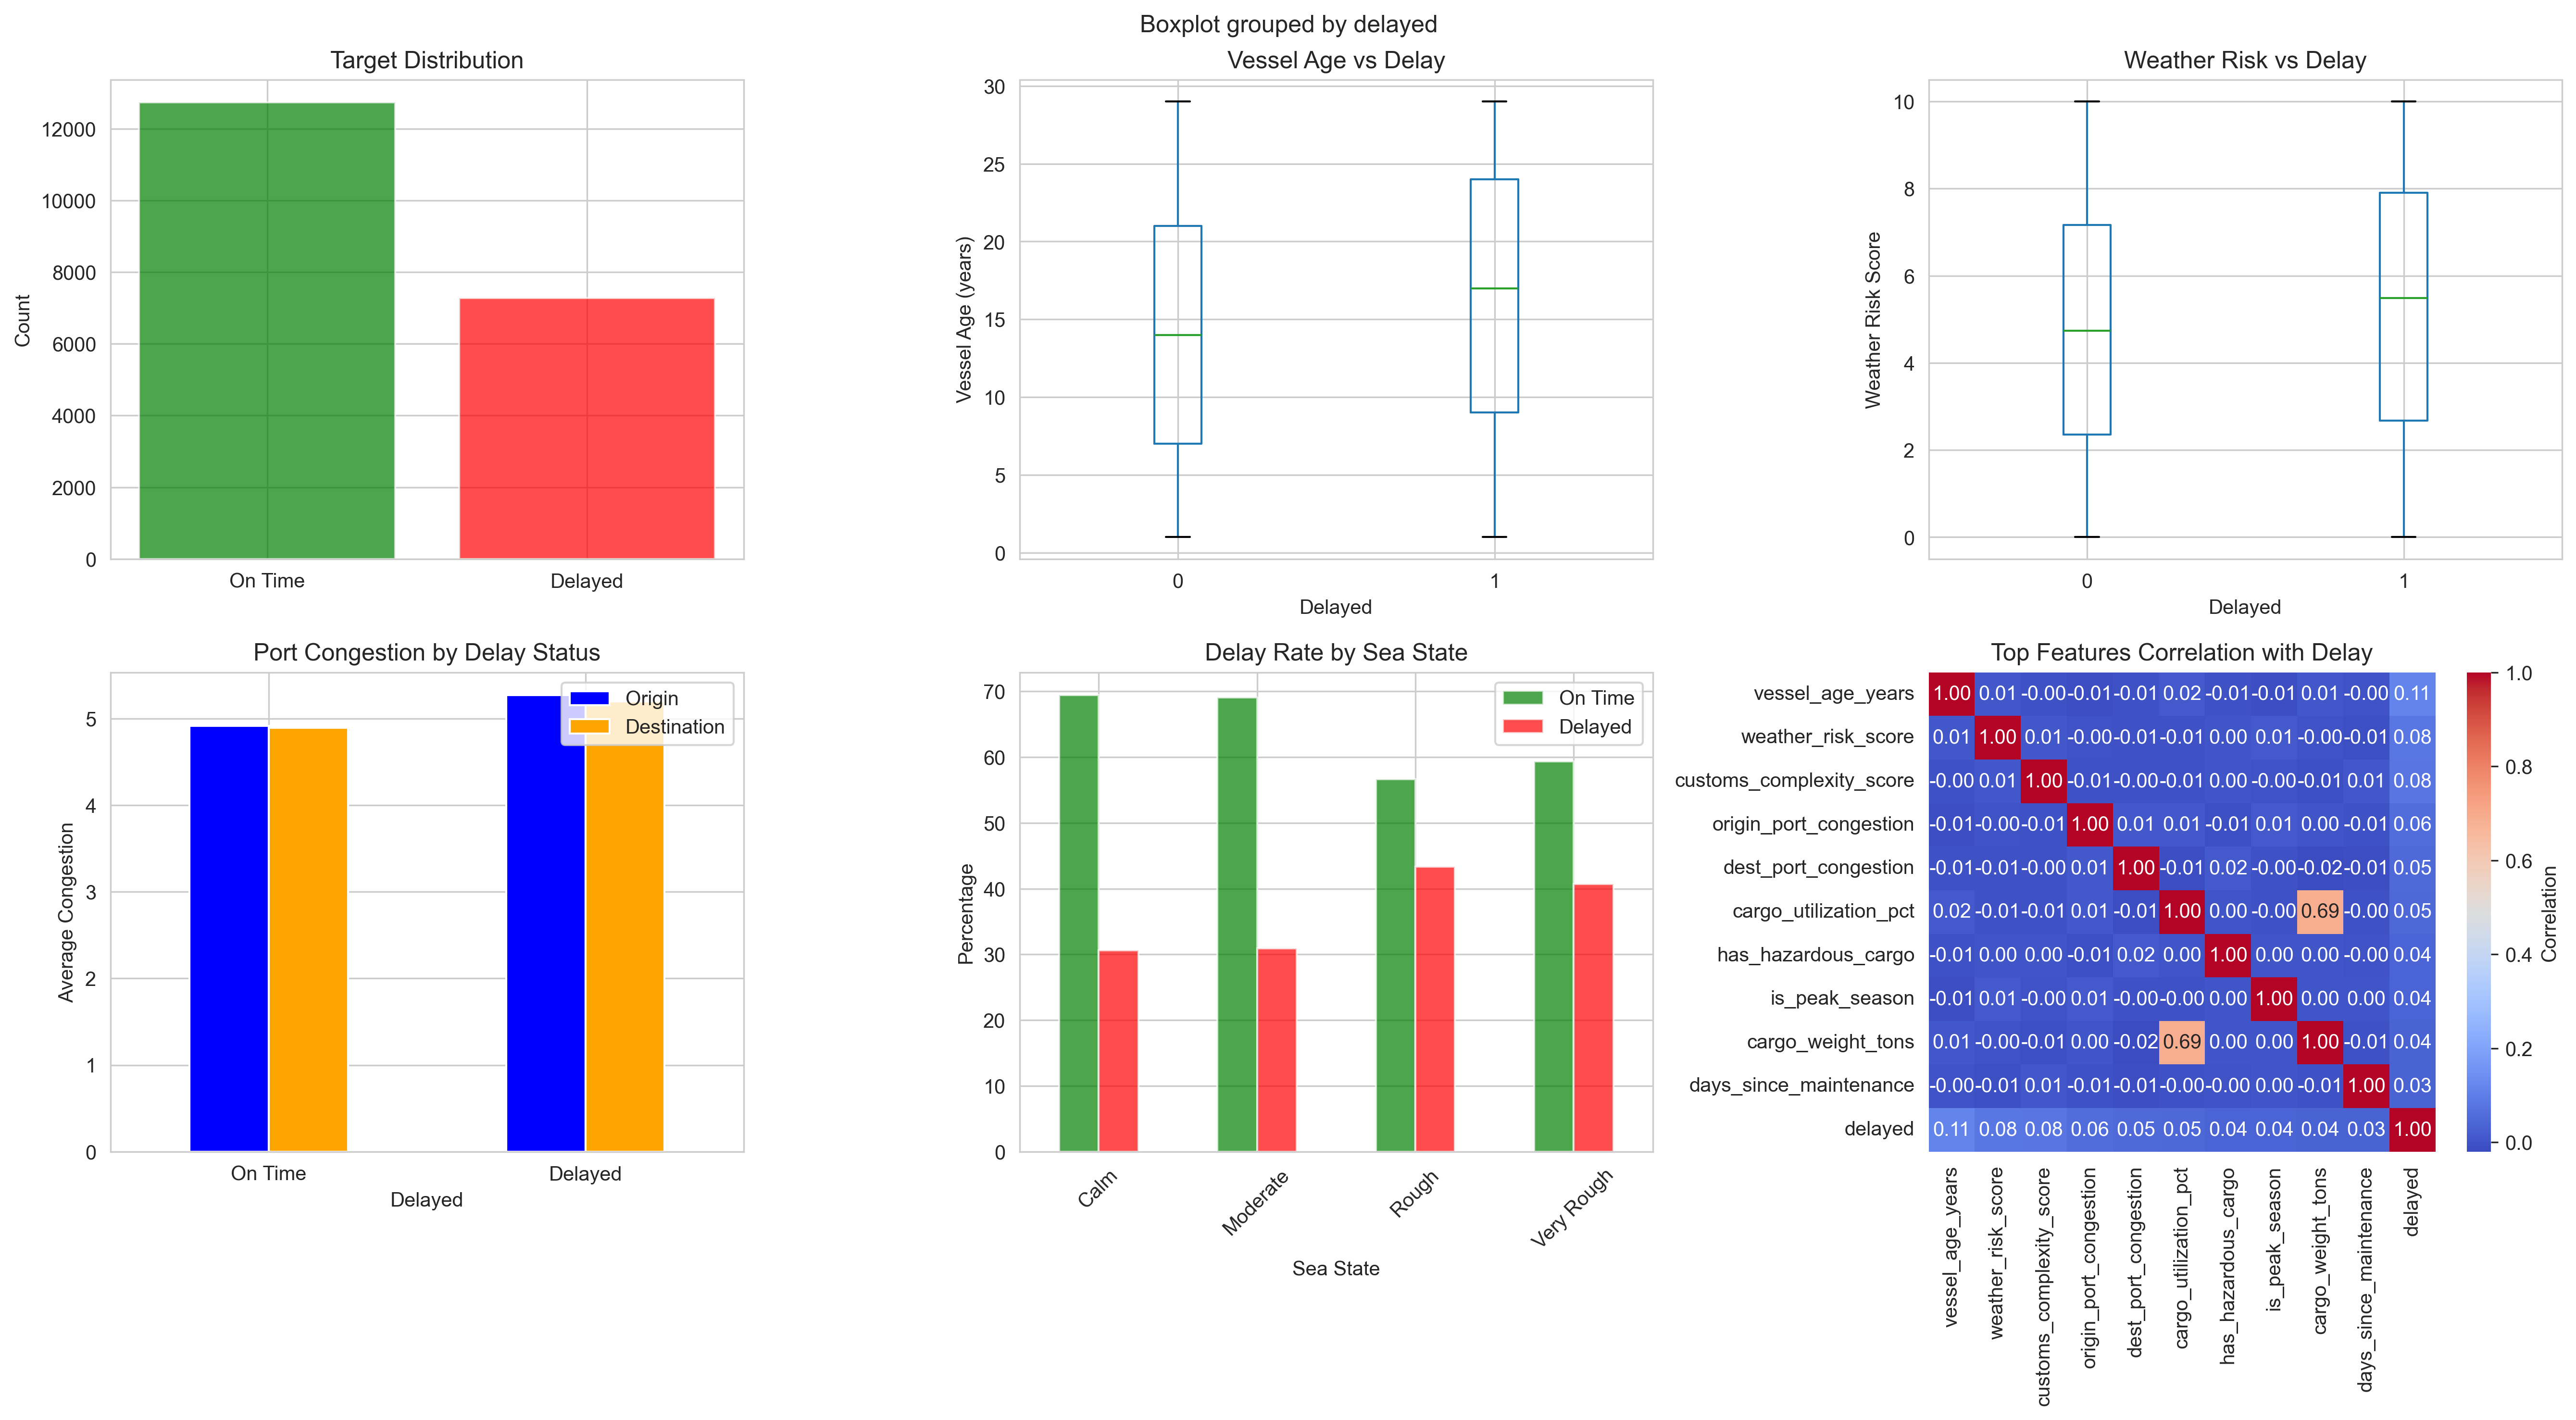 Boxplot grouped by delayed
Target Distribution
Count
12000
10000
8000
6000
4000
2000
0
On Time
Delayed
Vessel Age vs Delay
Vessel Age (years)
30
25
20
15
10
5
0
0
1
Delayed
Weather Risk vs Delay
Weather Risk Score
10
8
6
4
2
0
0
1
Delayed
Port Congestion by Delay Status
Origin
Destination
Average Congestion
5
4
3
2
1
0
On Time
Delayed
Delayed
Delay Rate by Sea State
On Time
Delayed
Percentage
70
60
50
40
30
20
10
0
Calm
Moderate
Rough
Very Rough
Sea State
Top Features Correlation with Delay
vessel_age_years 1.00 0.01 -0.00 -0.01 -0.01 0.02 -0.01 -0.01 0.01 -0.00 0.11
weather_risk_score 0.01 1.00 0.01 -0.00 -0.01 -0.01 0.00 0.01 -0.00 -0.01 0.08
customs_complexity_score -0.00 0.01 1.00 -0.01 -0.00 -0.01 0.00 -0.00 -0.01 0.01 0.08
origin_port_congestion -0.01 -0.00 -0.01 1.00 0.01 0.01 -0.01 0.01 0.00 -0.01 0.06
dest_port_congestion -0.01 -0.01 -0.00 0.01 1.00 -0.01 0.02 -0.00 -0.02 -0.01 0.05
cargo_utilization_pct 0.02 -0.01 -0.01 0.01 -0.01 1.00 0.00 -0.00 0.69 -0.00 0.05
has_hazardous_cargo -0.01 0.00 0.00 -0.01 0.02 0.00 1.00 0.00 0.00 -0.00 0.04
is_peak_season -0.01 0.01 -0.00 0.01 -0.00 -0.00 0.00 1.00 0.00 0.00 0.04
cargo_weight_tons 0.01 -0.00 -0.01 0.00 -0.02 0.69 0.00 0.00 1.00 -0.01 0.04
days_since_maintenance -0.00 -0.01 0.01 -0.01 -0.01 -0.00 -0.00 0.00 -0.01 1.00 0.03
delayed 0.11 0.08 0.08 0.06 0.05 0.05 0.04 0.04 0.04 0.03 1.00
vessel_age_years
weather_risk_score
customs_complexity_score
origin_port_congestion
dest_port_congestion
cargo_utilization_pct
has_hazardous_cargo
is_peak_season
cargo_weight_tons
days_since_maintenance
delayed
1.0
0.8
0.6
0.4
0.2
0.0
Correlation